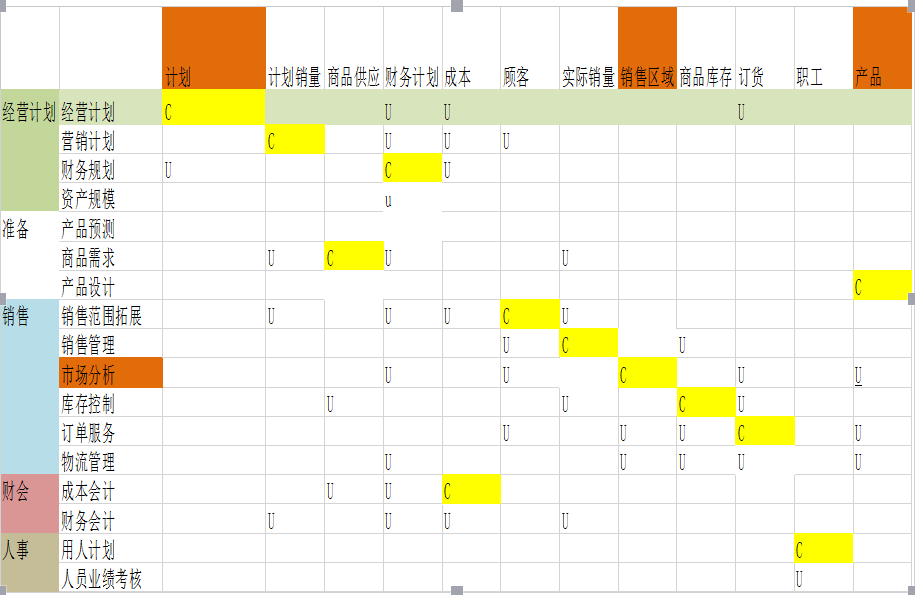 计划 计划销量 商品供应 财务计划 成本 顾客 实际销量 销售区域 商品库存 订货 职工 产品
经营计划 经营计划 C U U U
营销计划 C U U U
财务规划 U C U
资产规模 u
准备 产品预测
商品需求 U C U U
产品设计 C
销售 销售范围拓展 U U U C U
销售管理 U C U
市场分析 U U C U U
库存控制 U U C U
订单服务 U U U C U
物流管理 U U U U U
财会 成本会计 U U C
财务会计 U U U U
人事 用人计划 C
人员业绩考核 U